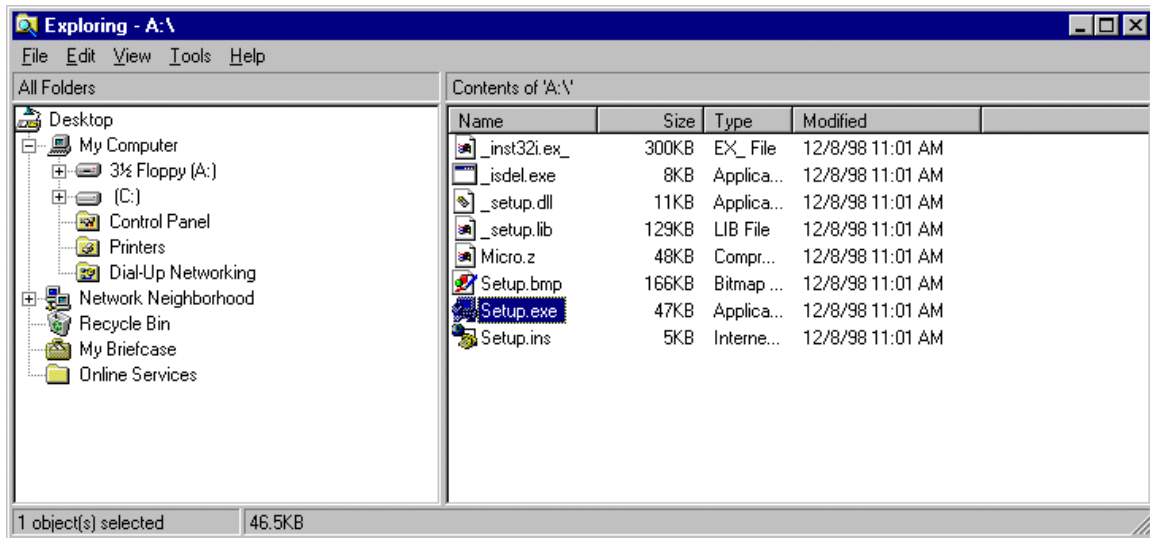 Exploring - A:\
File Edit View Tools Help
All Folders
Contents of 'A:\'
Desktop
My Computer
3½ Floppy (A:)
(C:)
Control Panel
Printers
Dial-Up Networking
Network Neighborhood
Recycle Bin
My Briefcase
Online Services
Name Size Type Modified
_inst32i.ex_ 300KB EX_ File 12/8/98 11:01 AM
_isdel.exe 8KB Applica... 12/8/98 11:01 AM
_setup.dll 11KB Applica... 12/8/98 11:01 AM
_setup.lib 129KB LIB File 12/8/98 11:01 AM
Micro.z 48KB Compr... 12/8/98 11:01 AM
Setup.bmp 166KB Bitmap ... 12/8/98 11:01 AM
Setup.exe 47KB Applica... 12/8/98 11:01 AM
Setup.ins 5KB Interne... 12/8/98 11:01 AM
1 object(s) selected 46.5KB